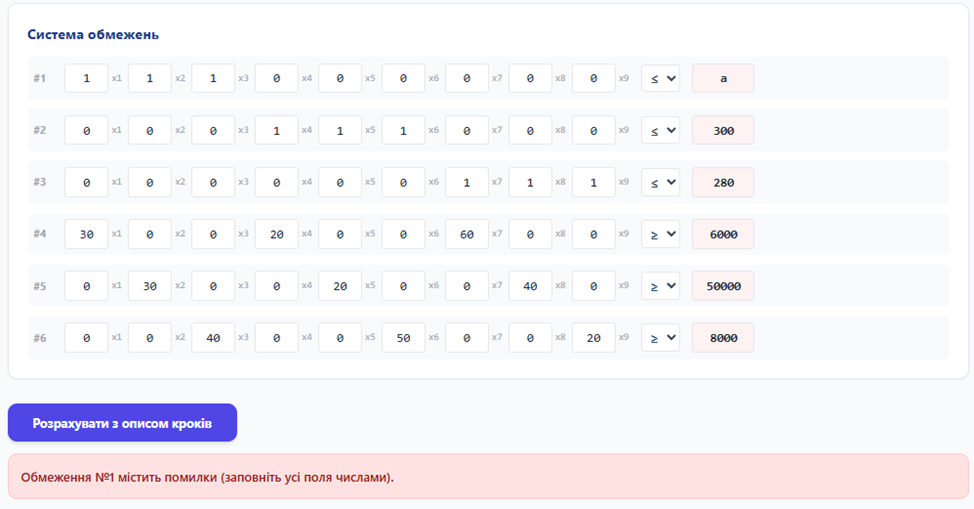 Система обмежень
#1 1 x1 1 x2 1 x3 0 x4 0 x5 0 x6 0 x7 0 x8 0 x9 ≤ a
#2 0 x1 0 x2 0 x3 1 x4 1 x5 1 x6 0 x7 0 x8 0 x9 ≤ 300
#3 0 x1 0 x2 0 x3 0 x4 0 x5 0 x6 1 x7 1 x8 1 x9 ≤ 280
#4 30 x1 0 x2 0 x3 20 x4 0 x5 0 x6 60 x7 0 x8 0 x9 ≥ 6000
#5 0 x1 30 x2 0 x3 0 x4 20 x5 0 x6 0 x7 40 x8 0 x9 ≥ 50000
#6 0 x1 0 x2 40 x3 0 x4 0 x5 50 x6 0 x7 0 x8 20 x9 ≥ 8000
Розрахувати з описом кроків
Обмеження №1 містить помилки (заповніть усі поля числами).